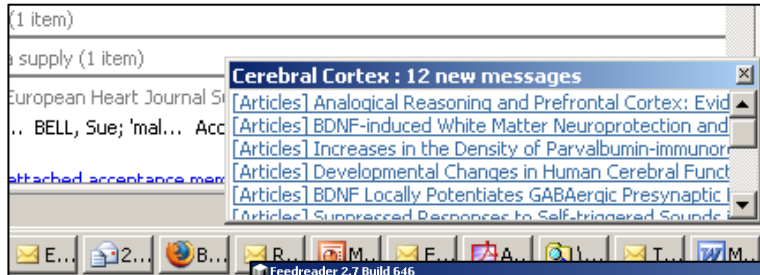 (1 item)
a supply (1 item)
European Heart Journal
.. BELL, Sue; 'mal... Acc
attached acceptance mem
Cerebral Cortex : 12 new messages
[Articles] Analogical Reasoning and Prefrontal Cortex: Evid
[Articles] BDNF-induced White Matter Neuroprotection and
[Articles] Increases in the Density of Parvalbumin-immunor
[Articles] Developmental Changes in Human Cerebral Funct
[Articles] BDNF Locally Potentiates GABAergic Presynaptic
[Articles] Suppressed Responses to Self-triggered Sounds
E... 2... B... R... M... E... A... \... T... M...
Feedreader 2.7 Build 646